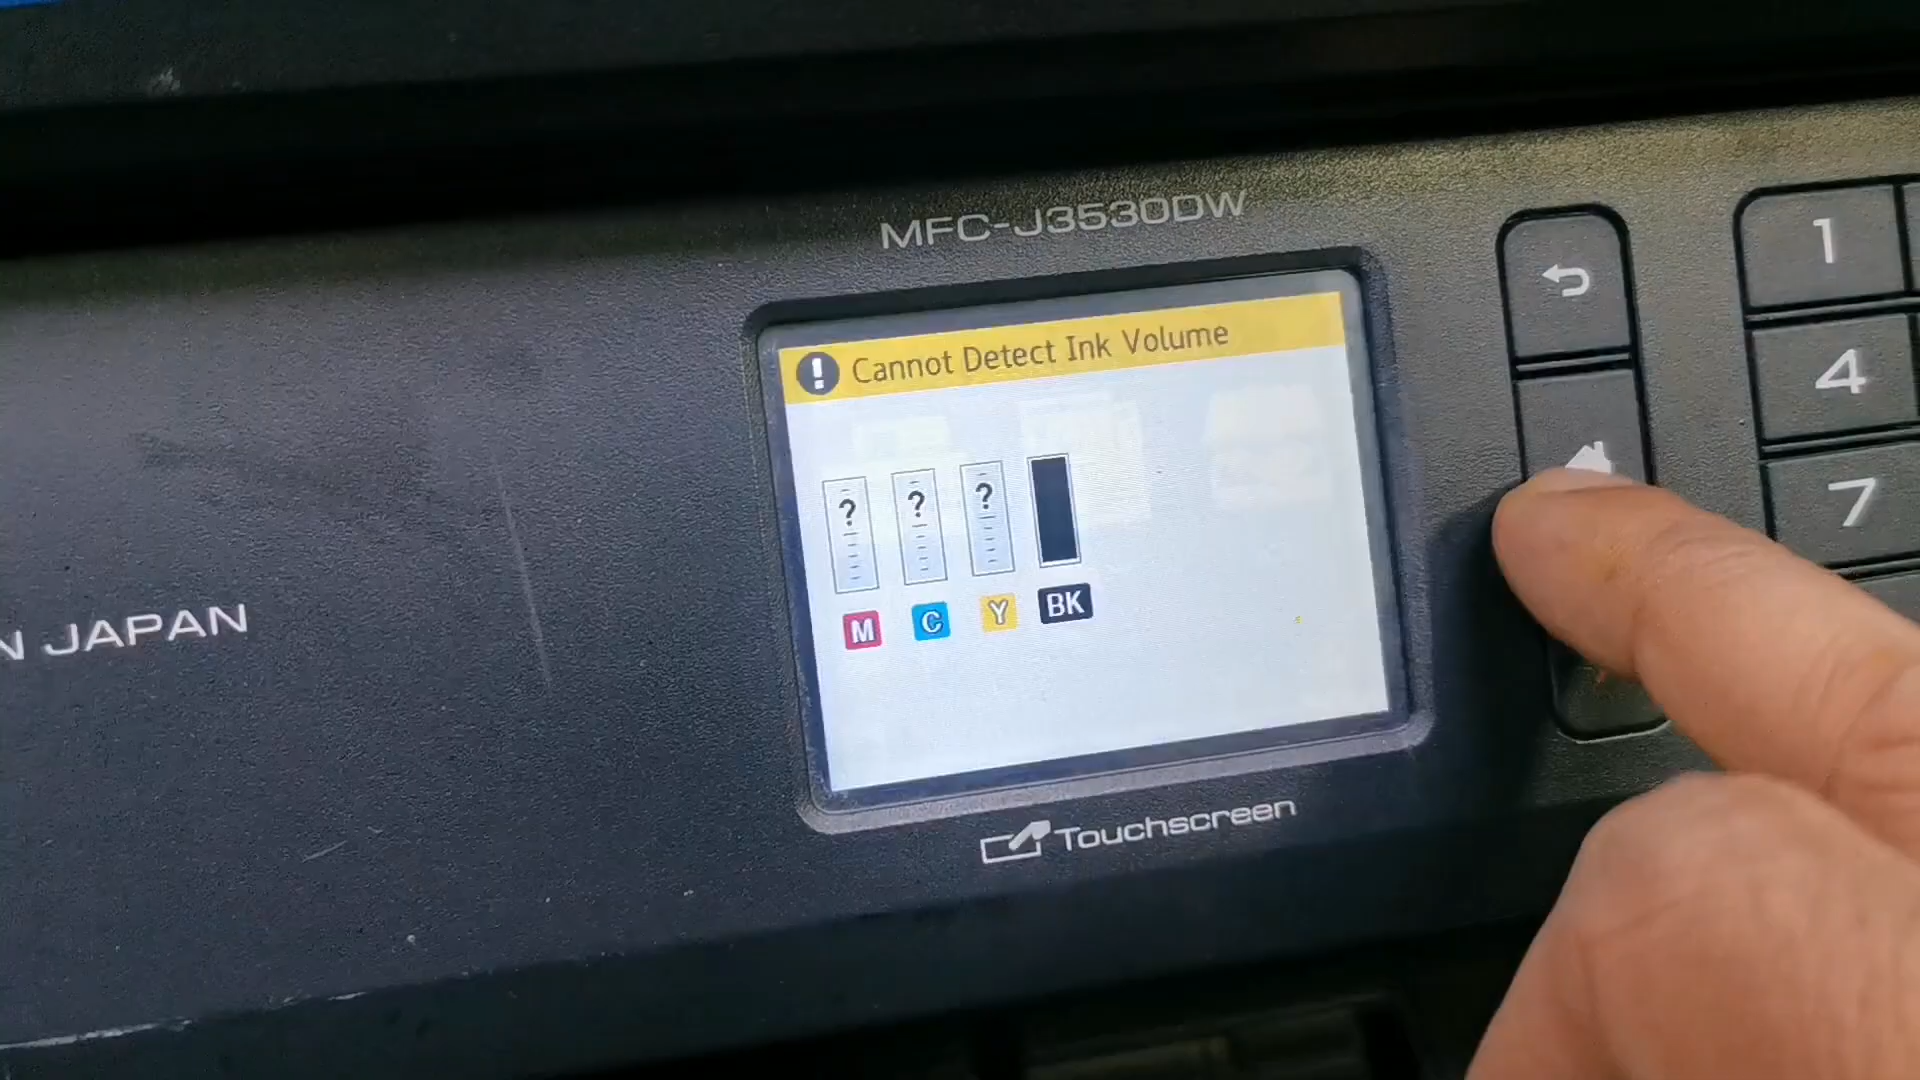 MFC-J3530DW
! Cannot Detect Ink Volume
? ? ?
M C Y BK
Touchscreen
N JAPAN
1
4
7